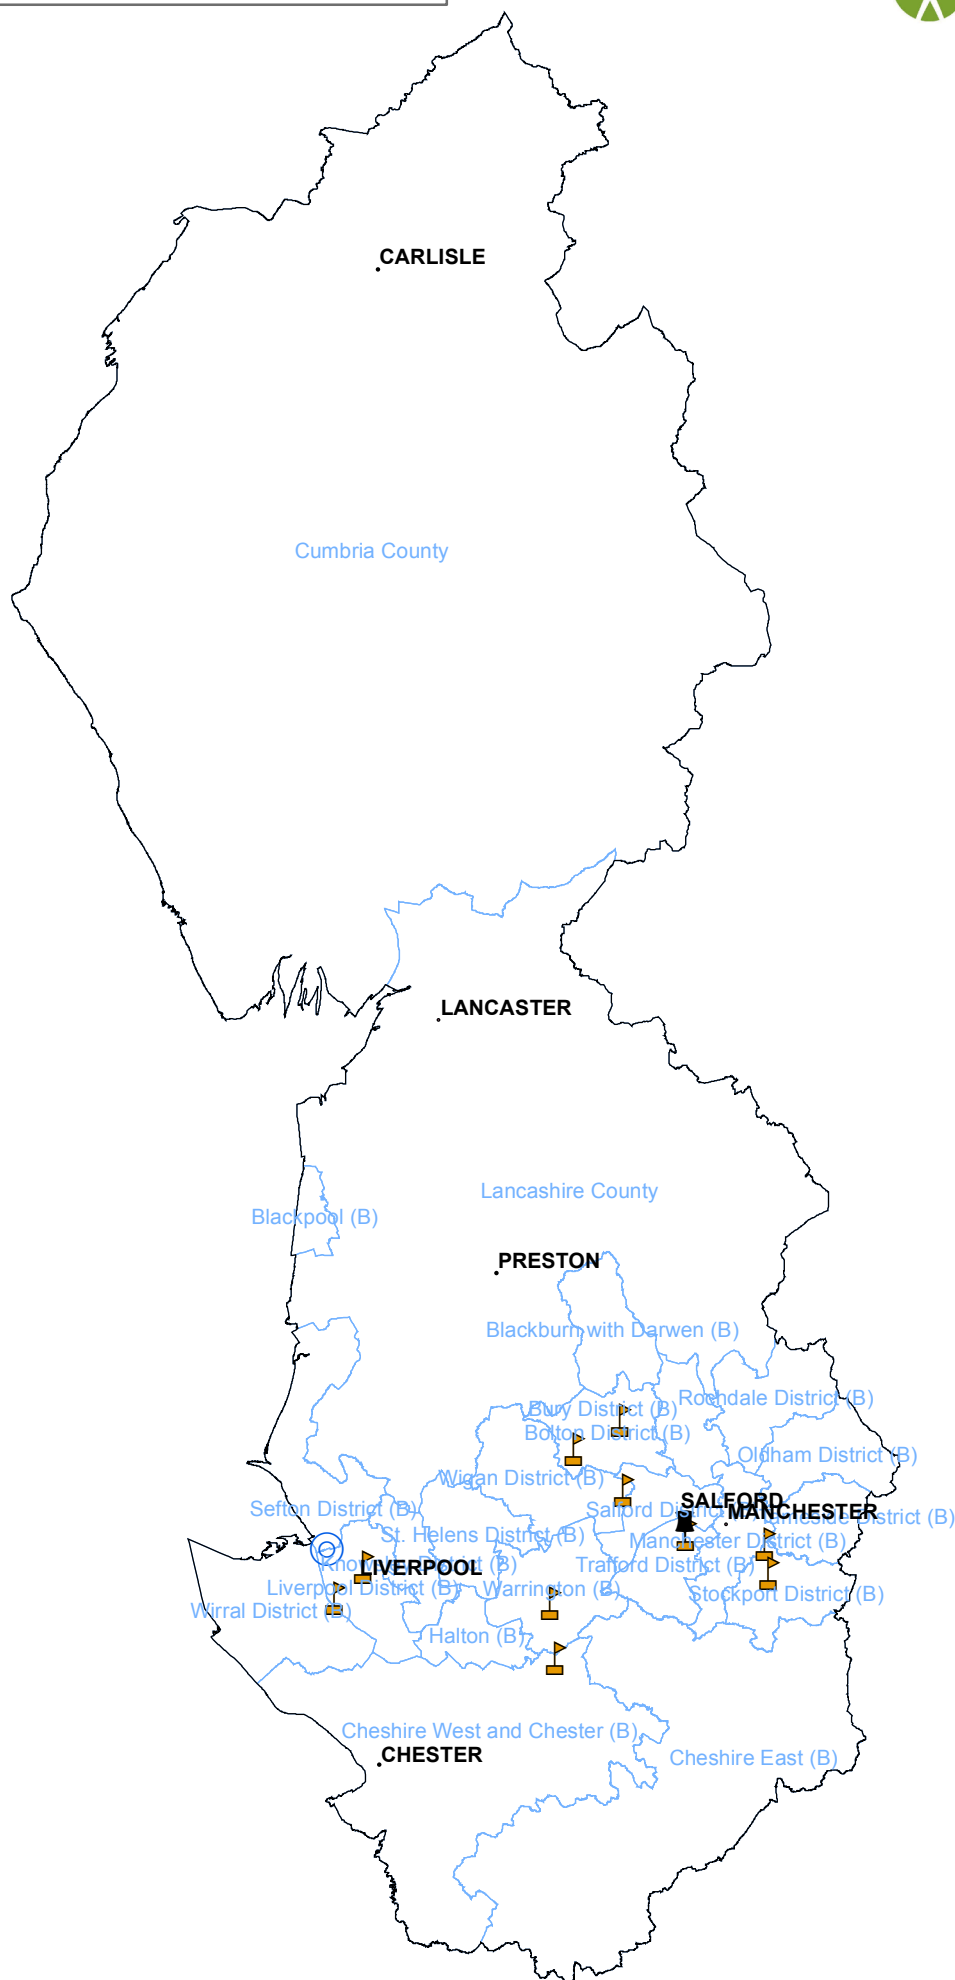 CARLISLE
Cumbria County
LANCASTER
Lancashire County
Blackpool (B)
PRESTON
Blackburn with Darwen (B)
Rochdale District (B)
Bury District (B)
Bolton District (B)
Oldham District (B)
Wigan District (B)
SALFORD
Sefton District (B)
Salford District
MANCHESTER
Tameside District (B)
St. Helens District (B)
Manchester District (B)
Knowsley District (B)
LIVERPOOL
Trafford District (B)
Liverpool District (B)
Warrington (B)
Stockport District (B)
Wirral District (B)
Halton (B)
Cheshire West and Chester (B)
CHESTER
Cheshire East (B)